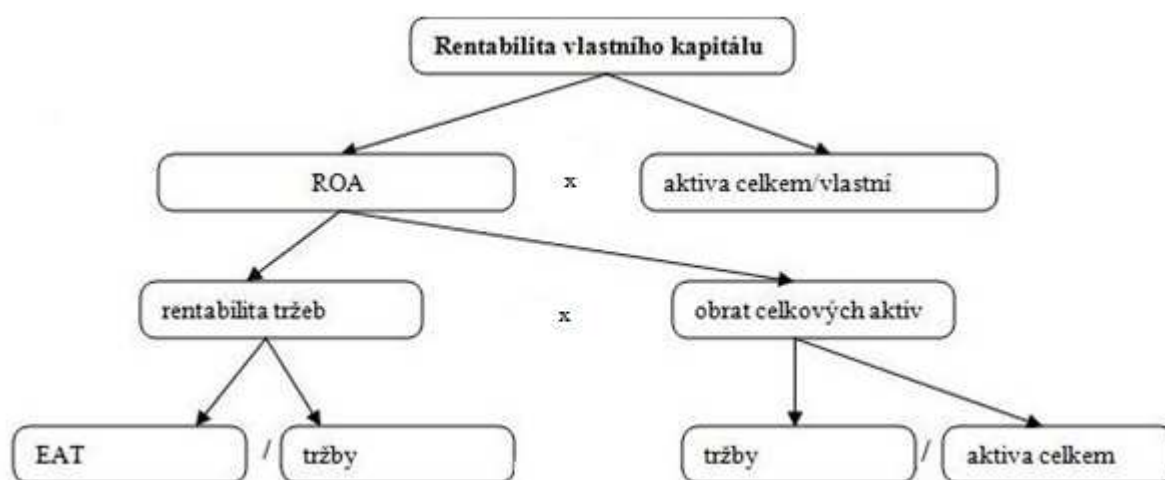 Rentabilita vlastního kapitálu
ROA x aktiva celkem/vlastní
rentabilita tržeb x obrat celkových aktiv
EAT / tržby tržby / aktiva celkem